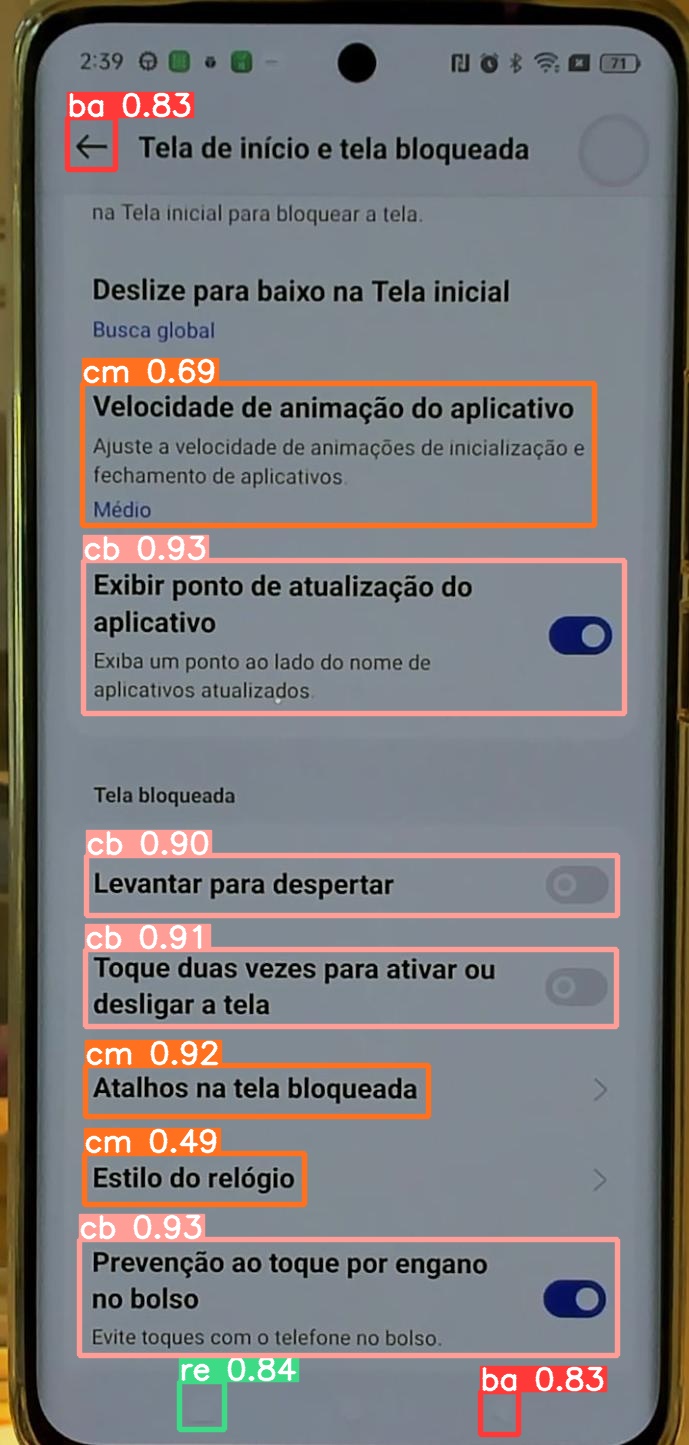 2:39
71
ba 0.83
Tela de início e tela bloqueada
na Tela inicial para bloquear a tela.
Deslize para baixo na Tela inicial
Busca global
cm 0.69
Velocidade de animação do aplicativo
Ajuste a velocidade de animações de inicialização e
fechamento de aplicativos.
Médio
cb 0.93
Exibir ponto de atualização do
aplicativo
Exiba um ponto ao lado do nome de
aplicativos atualizados.
Tela bloqueada
cb 0.90
Levantar para despertar
cb 0.91
Toque duas vezes para ativar ou
desligar a tela
cm 0.92
Atalhos na tela bloqueada
cm 0.49
Estilo do relógio
cb 0.93
Prevenção ao toque por engano
no bolso
Evite toques com o telefone no bolso.
re 0.84
ba 0.83